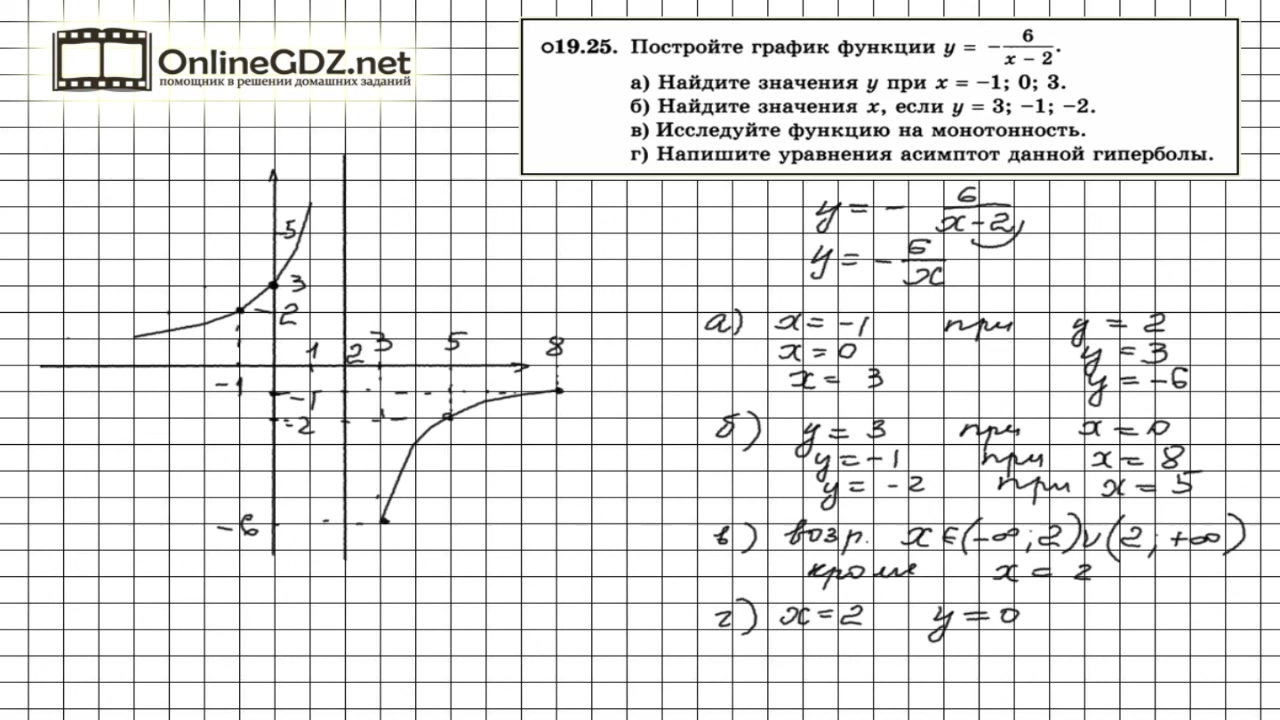 OnlineGDZ.net
помощник в решении домашних заданий
о19.25. Постройте график функции y = −6/(x − 2).
а) Найдите значения y при x = −1; 0; 3.
б) Найдите значения x, если y = 3; −1; −2.
в) Исследуйте функцию на монотонность.
г) Напишите уравнения асимптот данной гиперболы.
y = − 6/(x−2)
y = − 6/x
а) x = −1 при y = 2
x = 0 y = 3
x = 3 y = −6
б) y = 3 при x = 0
y = −1 при x = 8
y = −2 при x = 5
в) возр. x ∈ (−∞; 2) ∪ (2; +∞)
кроме x = 2
г) x = 2 y = 0
5
3
2
1 2 3 5 8
−1
−1
−2
−6